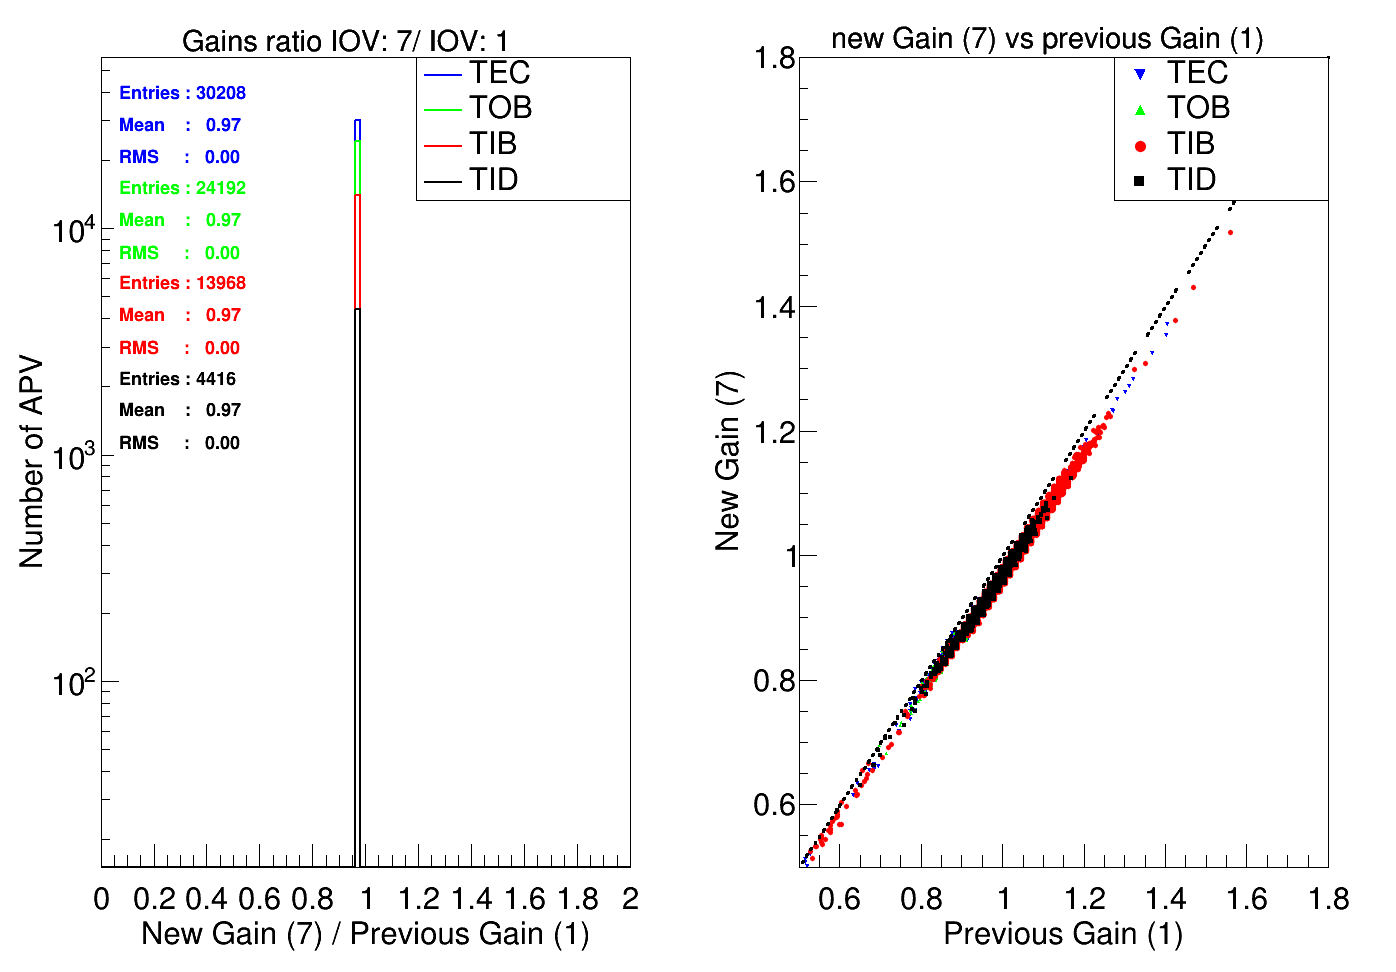 Gains ratio IOV: 7/ IOV: 1
Entries : 30208
Mean : 0.97
RMS : 0.00
Entries : 24192
Mean : 0.97
RMS : 0.00
Entries : 13968
Mean : 0.97
RMS : 0.00
Entries : 4416
Mean : 0.97
RMS : 0.00
TEC
TOB
TIB
TID
Number of APV
10^4
10^3
10^2
0 0.2 0.4 0.6 0.8 1 1.2 1.4 1.6 1.8 2
New Gain (7) / Previous Gain (1)
new Gain (7) vs previous Gain (1)
TEC
TOB
TIB
TID
New Gain (7)
1.8
1.6
1.4
1.2
1
0.8
0.6
0.6 0.8 1 1.2 1.4 1.6 1.8
Previous Gain (1)